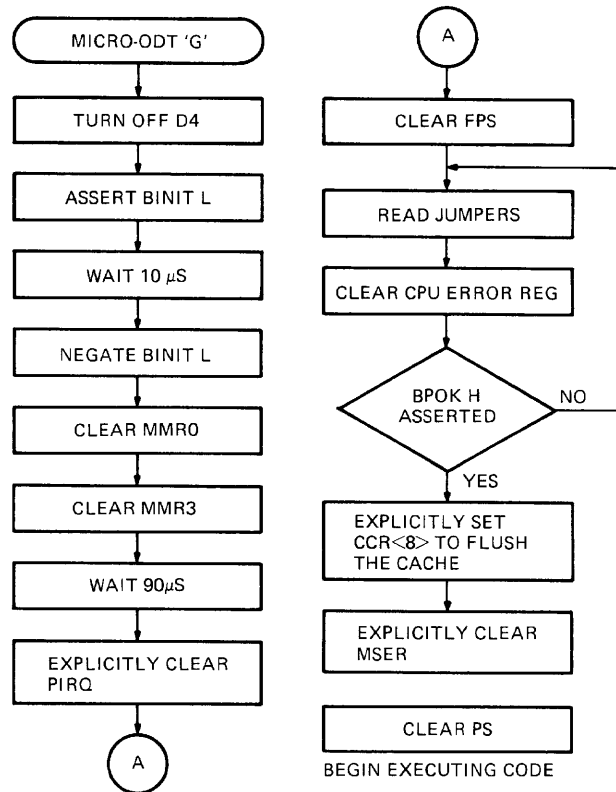 MICRO-ODT 'G'
TURN OFF D4
ASSERT BINIT L
WAIT 10 µS
NEGATE BINIT L
CLEAR MMR0
CLEAR MMR3
WAIT 90µS
EXPLICITLY CLEAR
PIRQ
A
A
CLEAR FPS
READ JUMPERS
CLEAR CPU ERROR REG
BPOK H
ASSERTED
NO
YES
EXPLICITLY SET
CCR<8> TO FLUSH
THE CACHE
EXPLICITLY CLEAR
MSER
CLEAR PS
BEGIN EXECUTING CODE